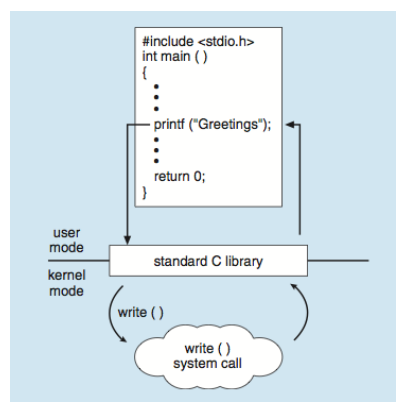 #include <stdio.h>
int main ( )
{
•
•
•
printf ("Greetings");
•
•
•
return 0;
}
user
mode
standard C library
kernel
mode
write ( )
write ( )
system call